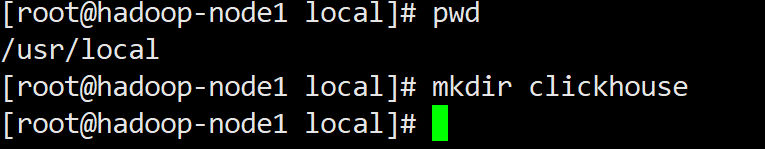 [root@hadoop-node1 local]# pwd
/usr/local
[root@hadoop-node1 local]# mkdir clickhouse
[root@hadoop-node1 local]#